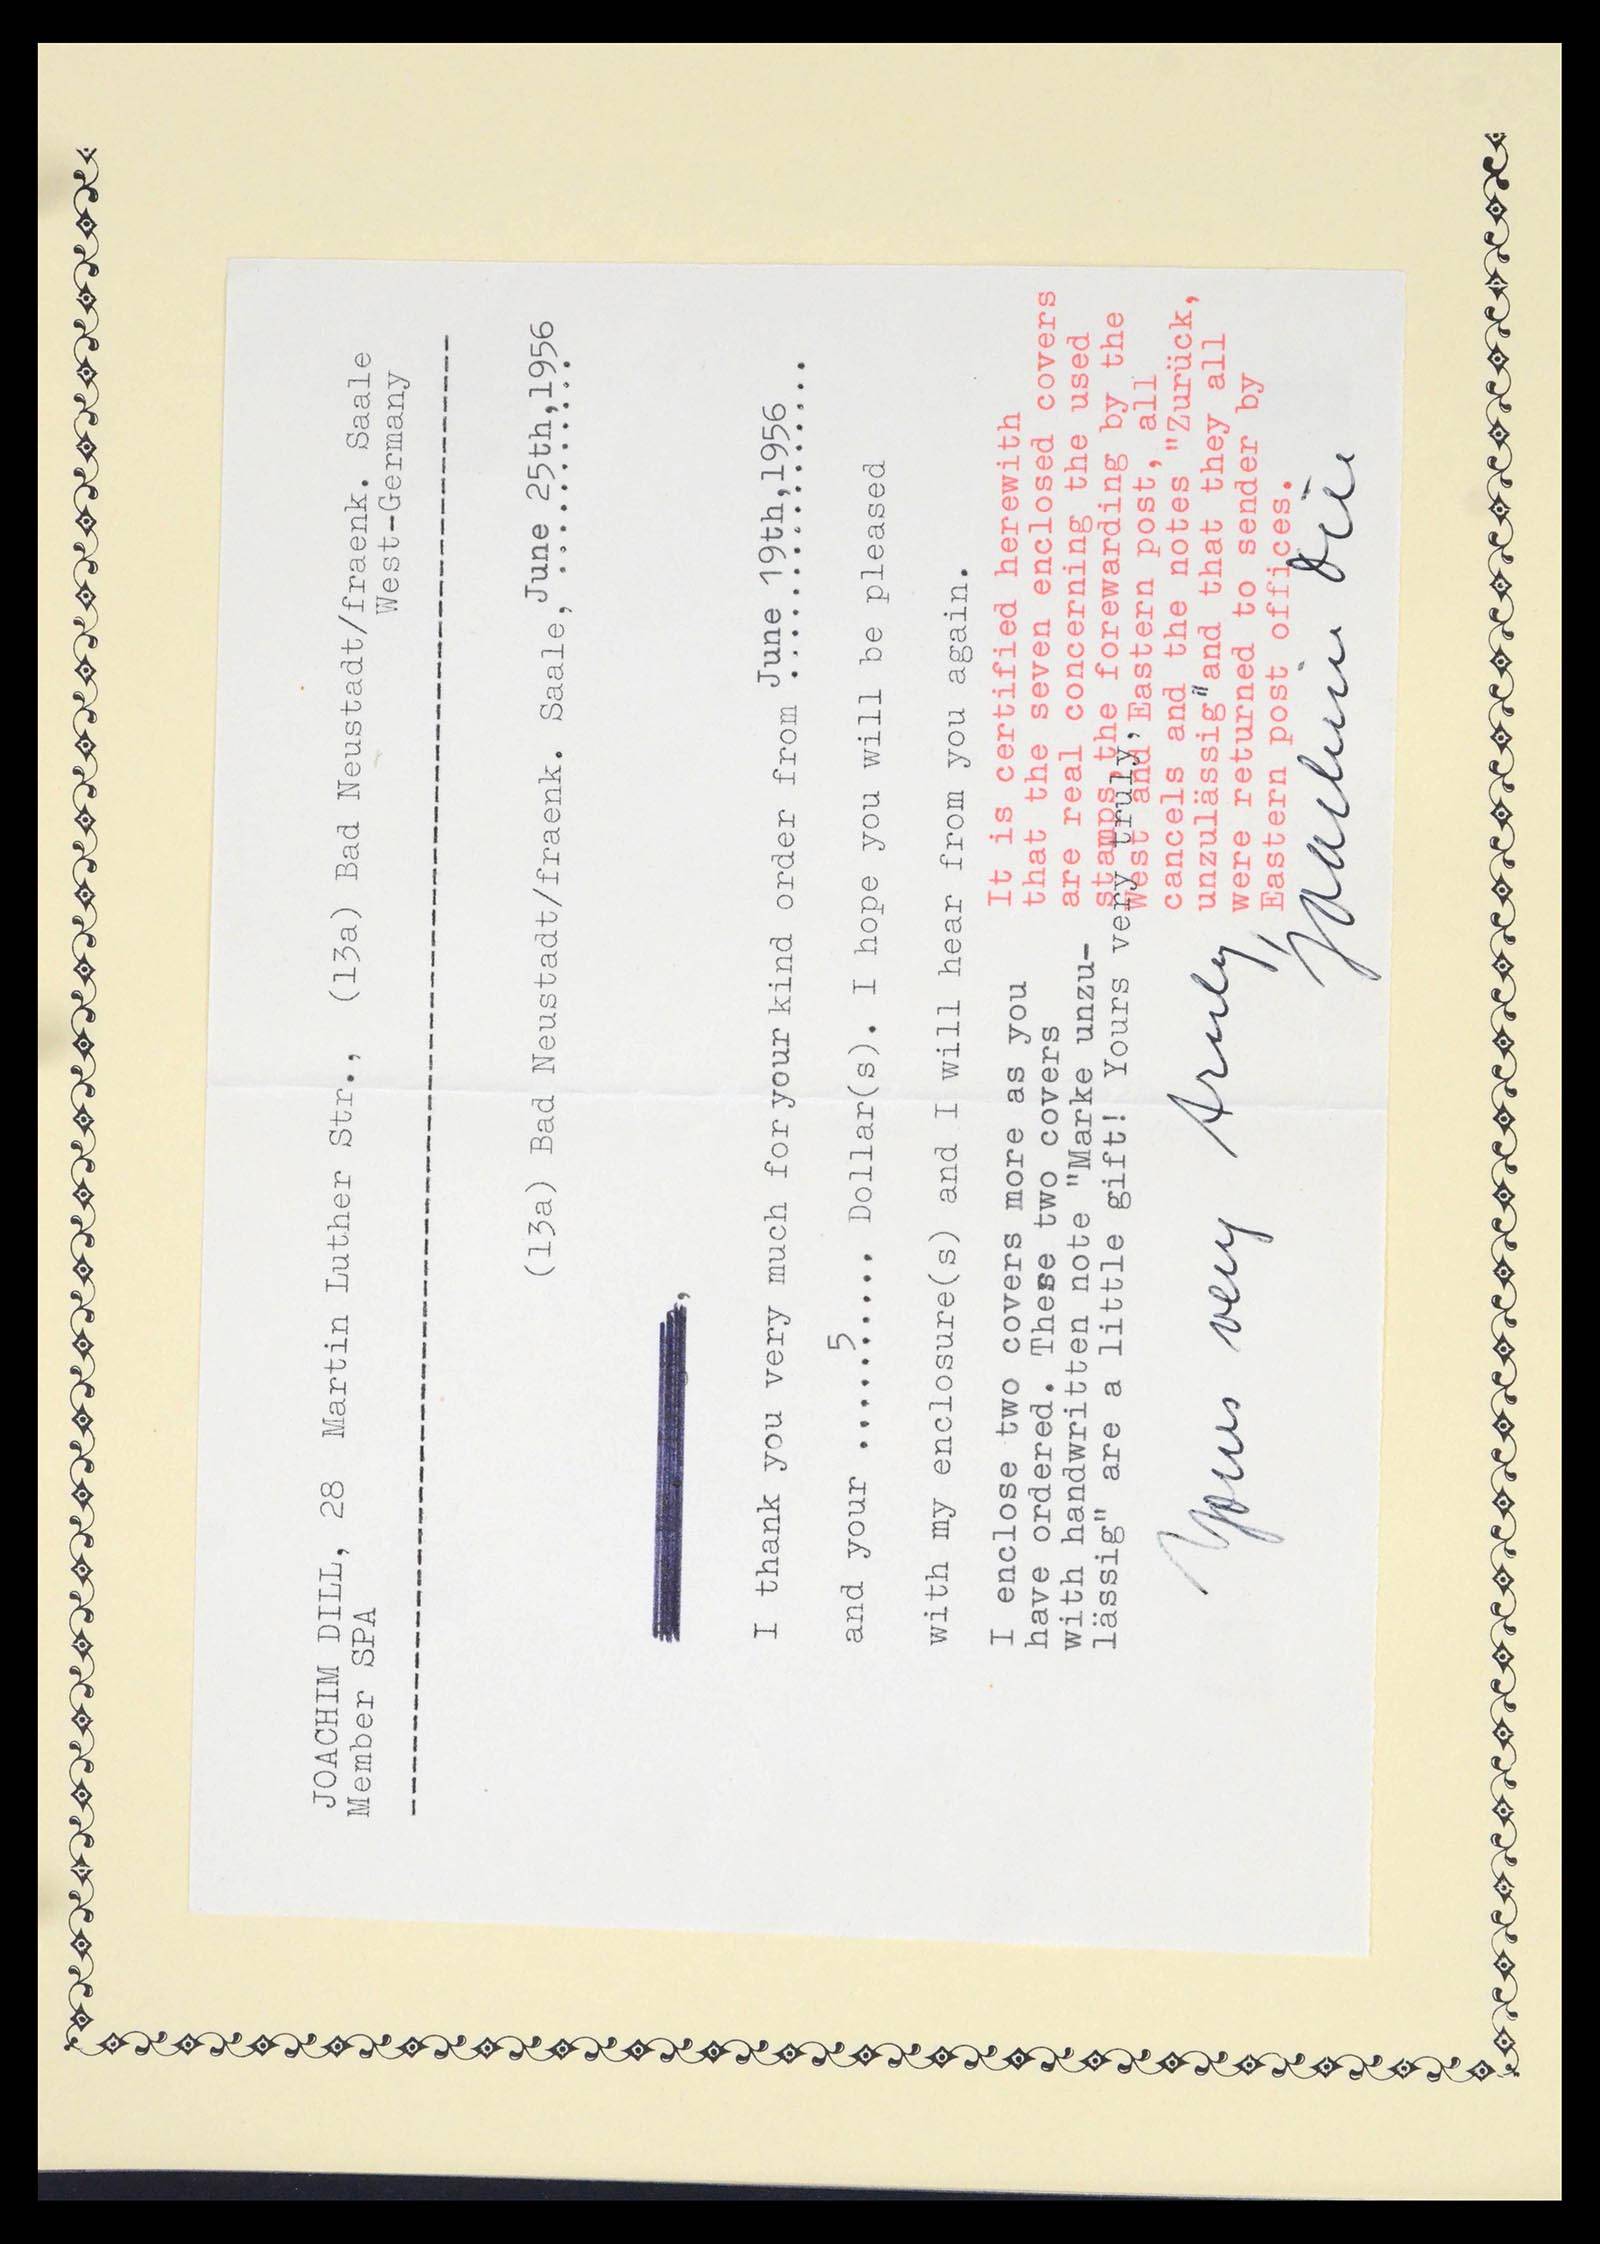 JOACHIM DILL, 28 Martin Luther Str., (13a) Bad Neustadt/fraenk. Saale
Member SPA West-Germany
(13a) Bad Neustadt/fraenk. Saale, June 25th,1956
,
I thank you very much for your kind order from June 19th,1956
and your .....5..... Dollar(s). I hope you will be pleased
with my enclosure(s) and I will hear from you again.
I enclose two covers more as you
have ordered. These two covers
with handwritten note "Marke unzu-
lässig" are a little gift! Yours very truly,
It is certified herewith
that the seven enclosed covers
are real concerning the used
stamps,the forewarding by the
West and Eastern post, all
cancels and the notes "Zurück,
unzulässig"and that they all
were returned to sender by
Eastern post offices.
Yours very truly,
Joachim Dill